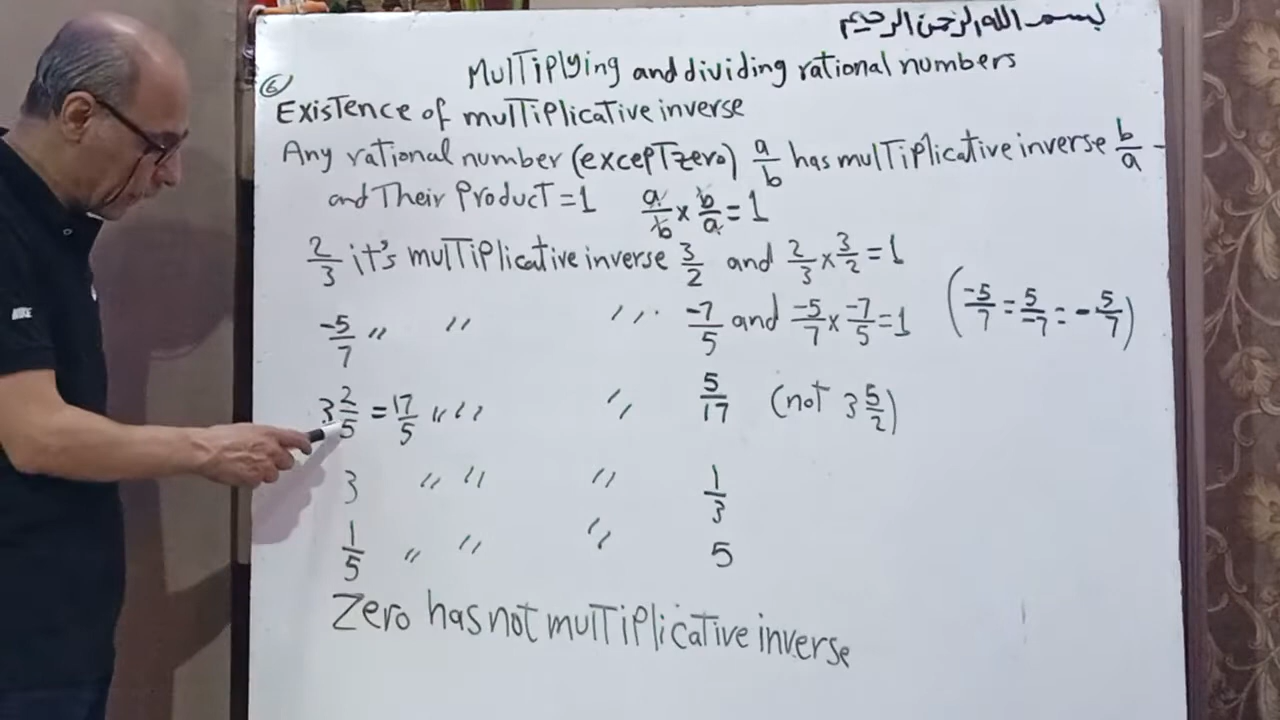 بسم الله الرحمن الرحيم
Multiplying and dividing rational numbers
6
Existence of multiplicative inverse
Any rational number (except zero) a/b has multiplicative inverse b/a -
and Their Product = 1 a/b × b/a = 1
2/3 it's multiplicative inverse 3/2 and 2/3 × 3/2 = 1
-5/7 〃 〃 〃 -7/5 and -5/7 × -7/5 = 1 (-5/7 = 5/-7 = - 5/7)
3 2/5 = 17/5 〃 〃 〃 5/17 (not 3 5/2)
3 〃 〃 〃 1/3
1/5 〃 〃 〃 5
Zero has not multiplicative inverse
NIKE